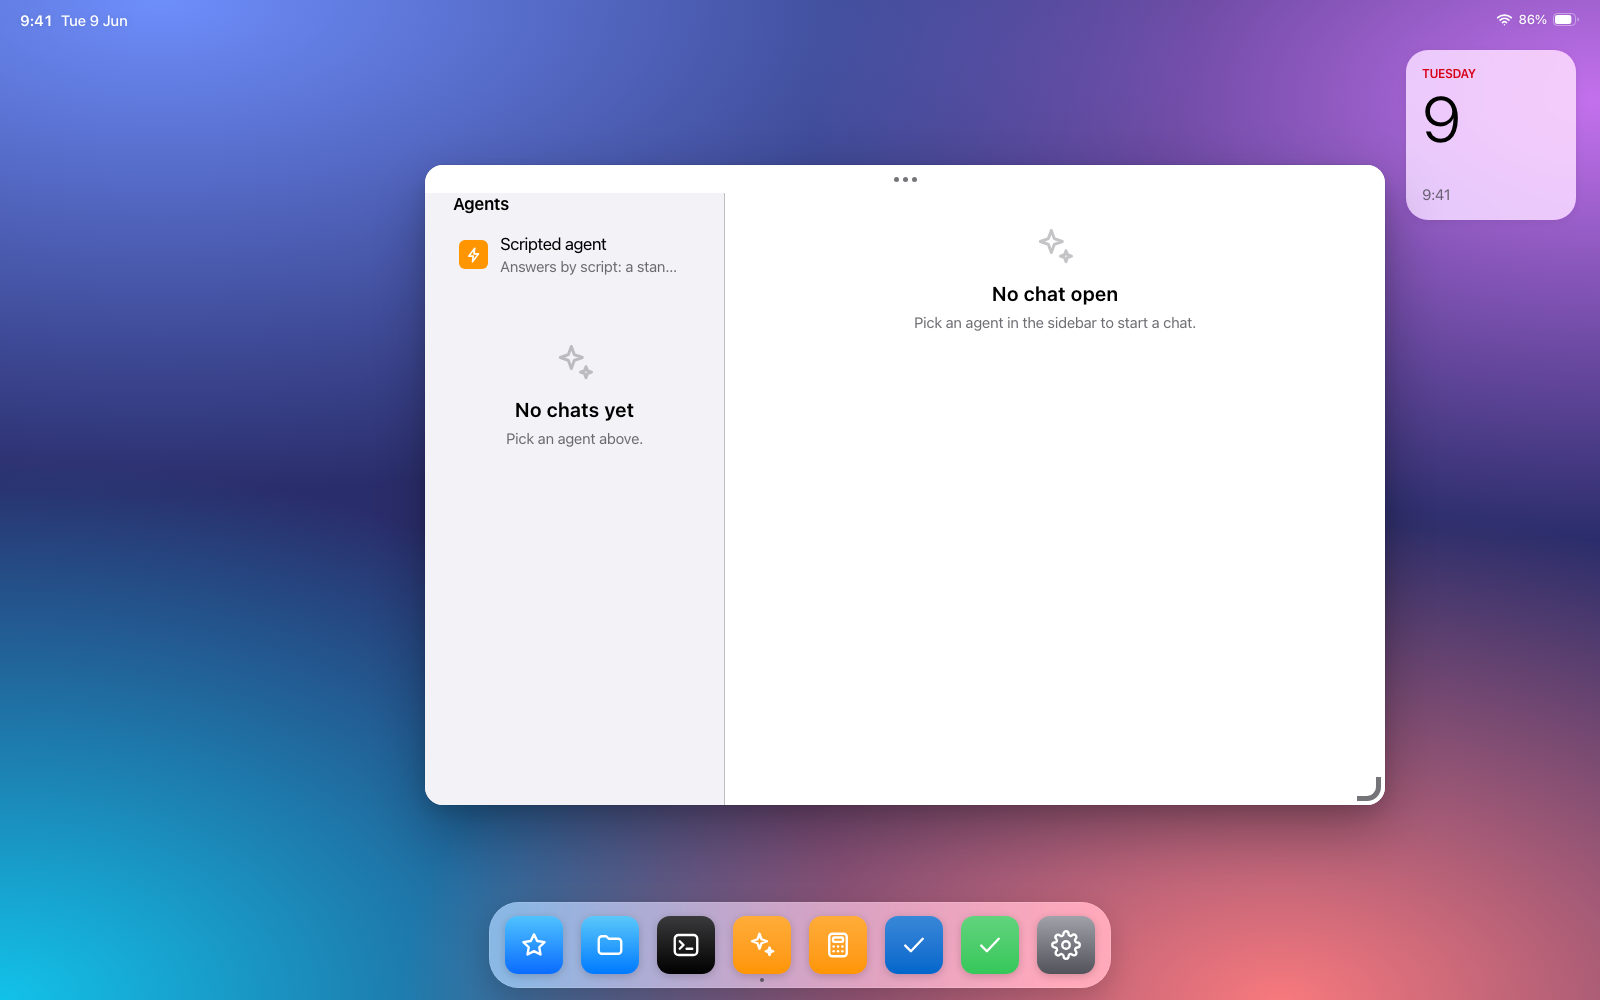 9:41 Tue 9 Jun
86%
TUESDAY
9
9:41
Agents
Scripted agent
Answers by script: a stan...
No chats yet
Pick an agent above.
No chat open
Pick an agent in the sidebar to start a chat.